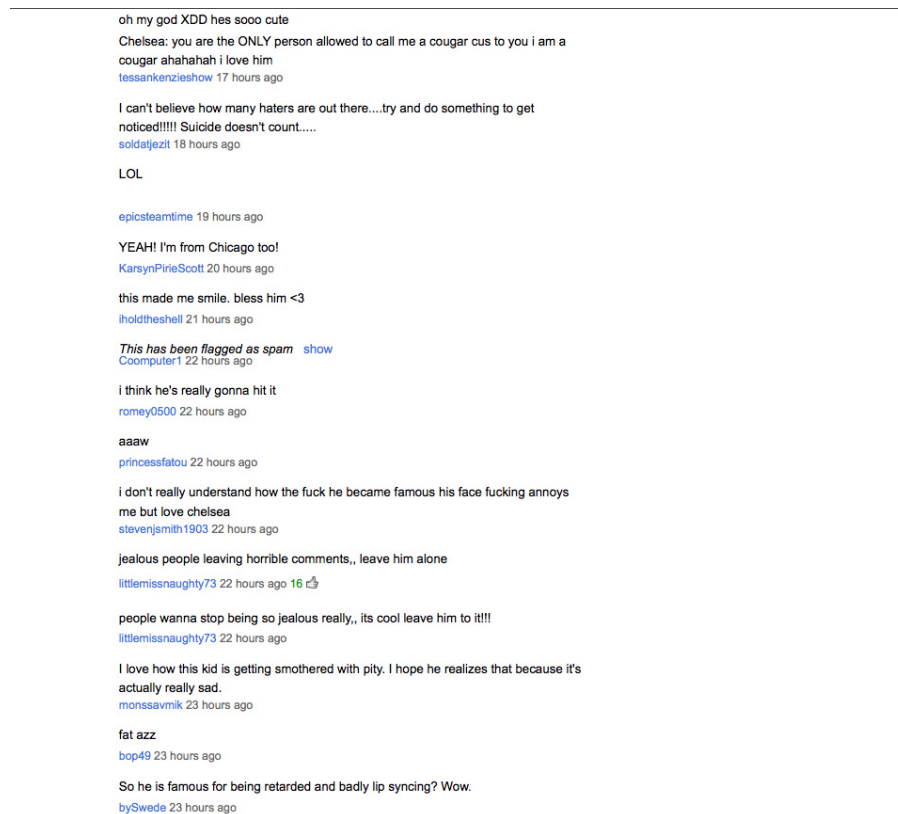 oh my god XDD hes sooo cute
Chelsea: you are the ONLY person allowed to call me a cougar cus to you i am a
cougar ahahahah i love him
tessankenzieshow 17 hours ago
I can't believe how many haters are out there....try and do something to get
noticed!!!!! Suicide doesn't count.....
soldatjezit 18 hours ago
LOL
epicsteamtime 19 hours ago
YEAH! I'm from Chicago too!
KarsynPirieScott 20 hours ago
this made me smile. bless him <3
iholdtheshell 21 hours ago
This has been flagged as spam show
Coomputer1 22 hours ago
i think he's really gonna hit it
romey0500 22 hours ago
aaaw
princessfatou 22 hours ago
i don't really understand how the fuck he became famous his face fucking annoys
me but love chelsea
stevenjsmith1903 22 hours ago
jealous people leaving horrible comments,, leave him alone
littlemissnaughty73 22 hours ago 16
people wanna stop being so jealous really,, its cool leave him to it!!!
littlemissnaughty73 22 hours ago
I love how this kid is getting smothered with pity. I hope he realizes that because it's
actually really sad.
monssavmik 23 hours ago
fat azz
bop49 23 hours ago
So he is famous for being retarded and badly lip syncing? Wow.
bySwede 23 hours ago